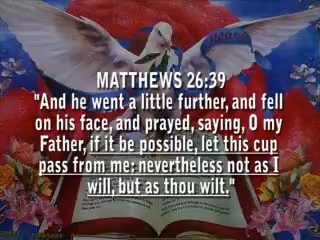 MATTHEWS 26:39
"And he went a little further, and fell
on his face, and prayed, saying, O my
Father, if it be possible, let this cup
pass from me: nevertheless not as I
will, but as thou wilt."